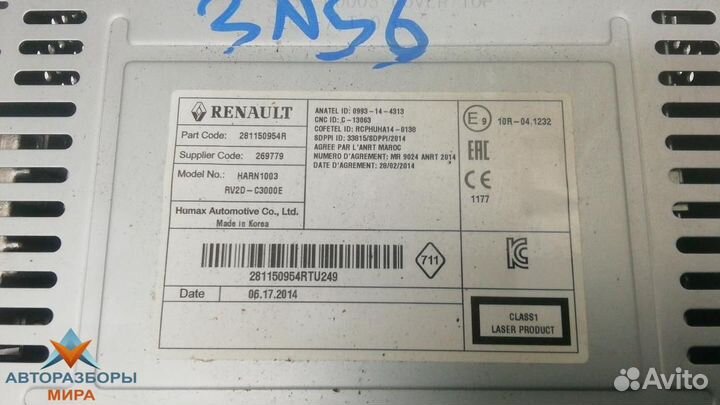 3N56
RENAULT
Part Code: 281150954R
Supplier Code: 269779
Model No.: HARN1003
RV2D-C3000E
Humax Automotive Co., Ltd.
Made in Korea
ANATEL ID: 0993-14-4313
CNC ID: C-13063
COFETEL ID: RCPHUHA14-0138
SDPPI ID: 33615/SDPPI/2014
AGREE PAR L'ANRT MAROC
NUMERO D'AGREMENT: MR 9024 ANRT 2014
DATE D'AGREMENT: 28/02/2014
E9 10R-04.1232
EAC
CE
1177
281150954RTU249
711
Date 06.17.2014
CLASS1
LASER PRODUCT
АВТОРАЗБОРЫ
МИРА
Avito